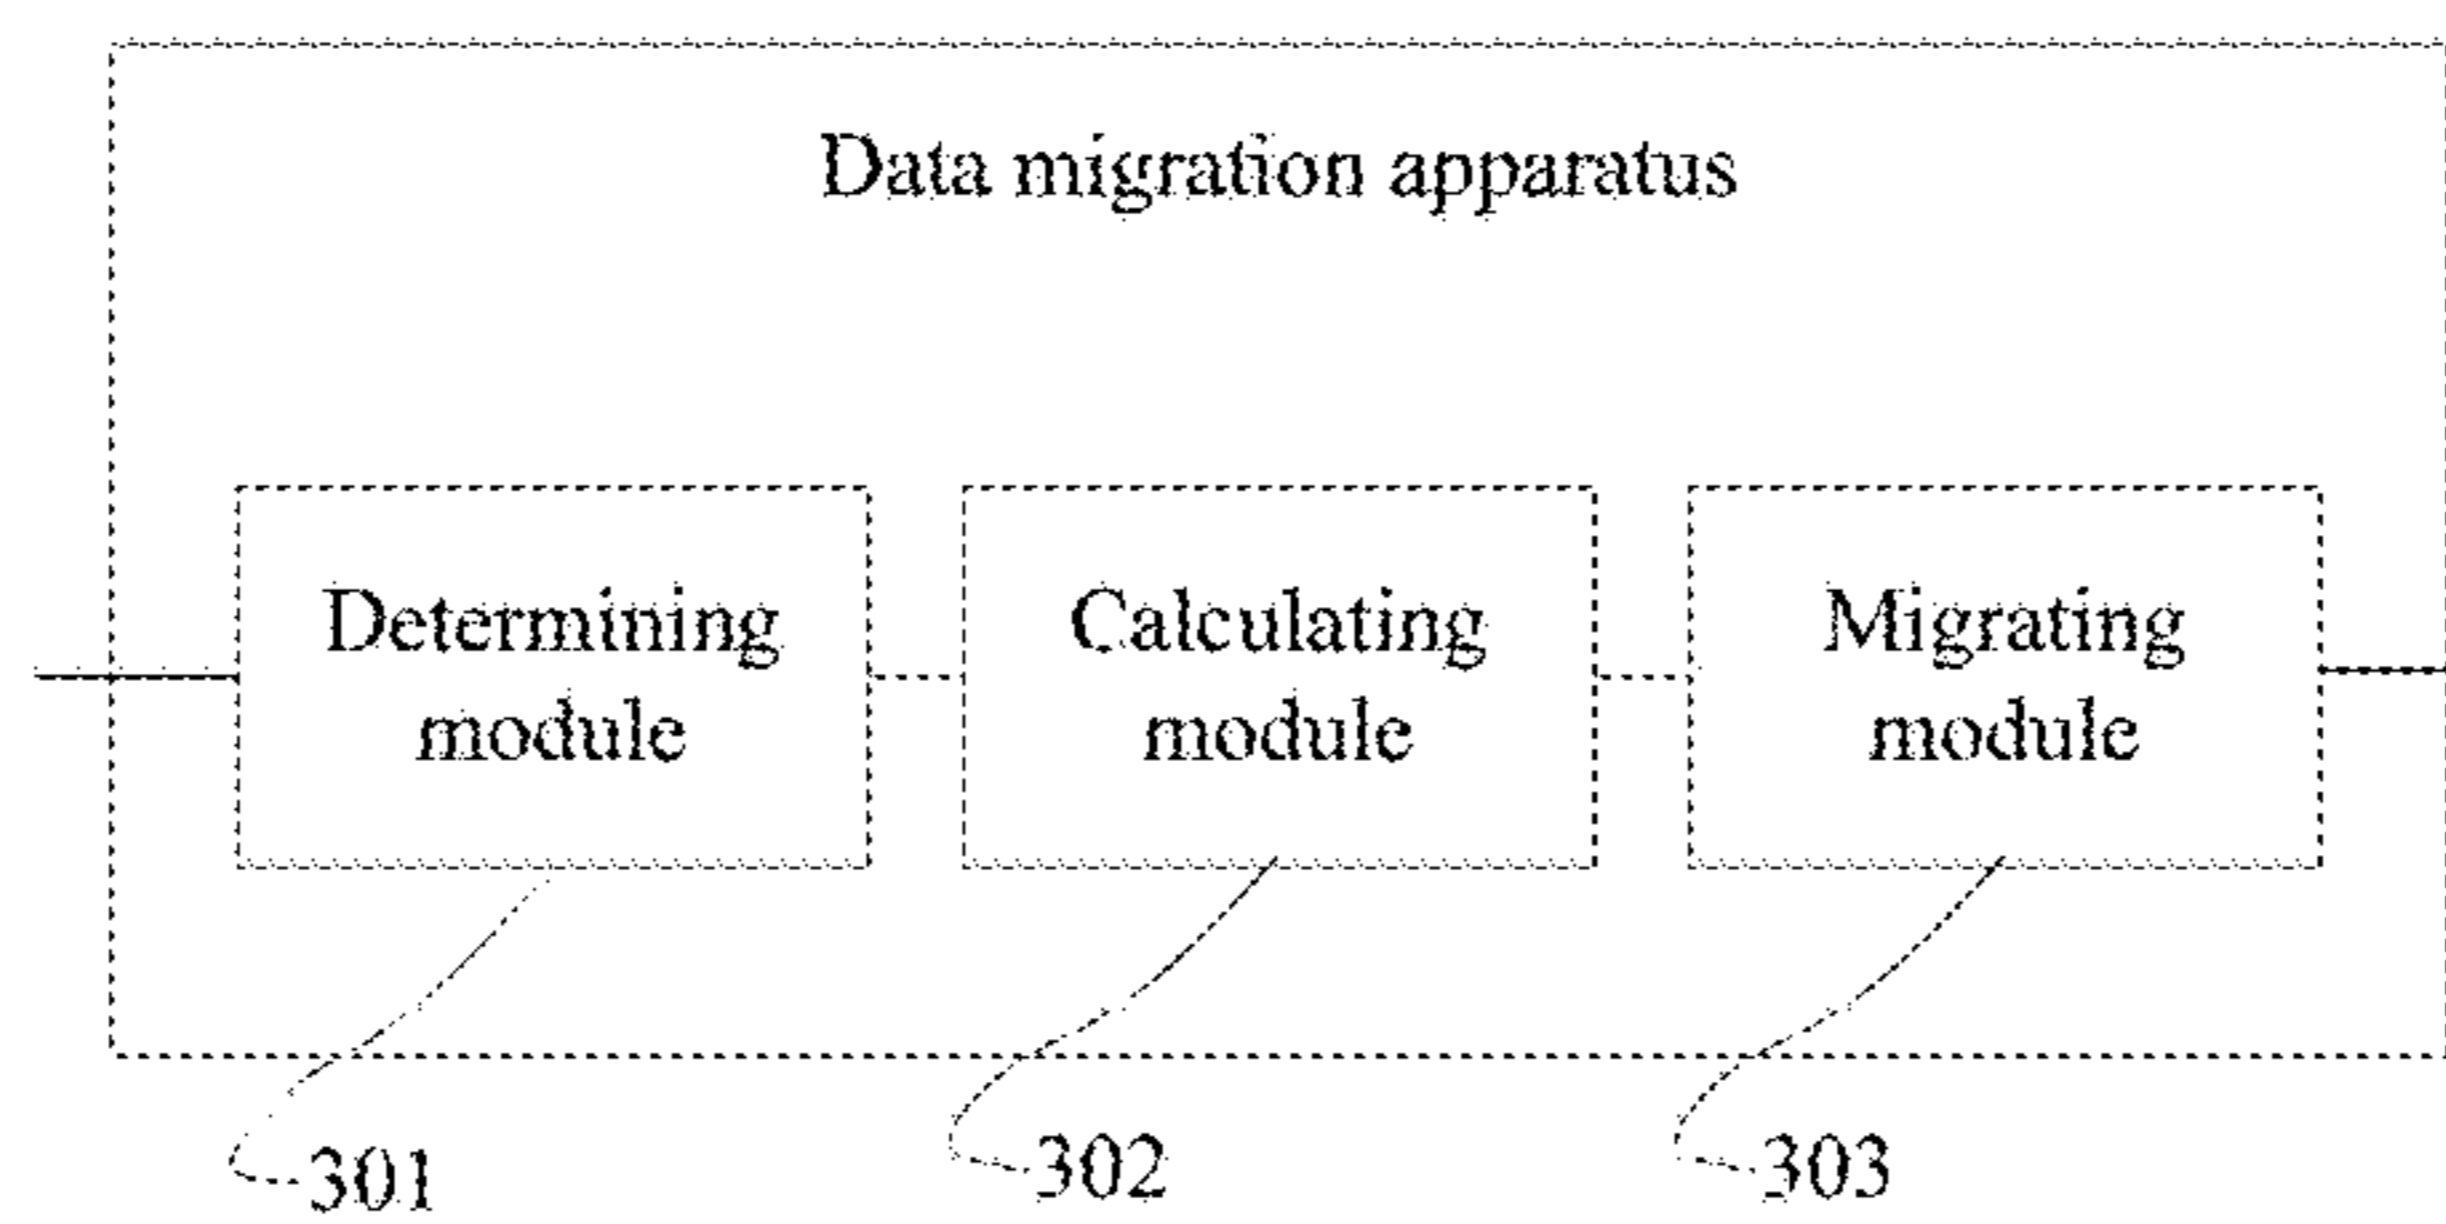 Data migration apparatus
Determining
module
Calculating
module
Migrating
module
301
302
303